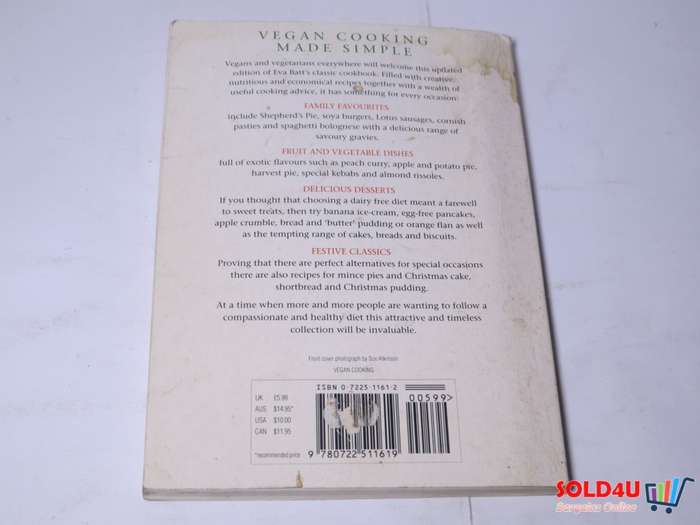 VEGAN COOKING
MADE SIMPLE
Vegans and vegetarians everywhere will welcome this updated
edition of Eva Batt's classic cookbook. Filled with creative,
nutritious and economical recipes together with a wealth of
useful cooking advice, it has something for every occasion:
FAMILY FAVOURITES
include Shepherd's Pie, soya burgers, Lotus sausages, cornish
pasties and spaghetti bolognese with a delicious range of
savoury gravies.
FRUIT AND VEGETABLE DISHES
full of exotic flavours such as peach curry, apple and potato pie,
harvest pie, special kebabs and almond rissoles.
DELICIOUS DESSERTS
If you thought that choosing a dairy free diet meant a farewell
to sweet treats, then try banana ice-cream, egg-free pancakes,
apple crumble, bread and 'butter' pudding or orange flan as well
as the tempting range of cakes, breads and biscuits.
FESTIVE CLASSICS
Proving that there are perfect alternatives for special occasions
there are also recipes for mince pies and Christmas cake,
shortbread and Christmas pudding.
At a time when more and more people are wanting to follow a
compassionate and healthy diet this attractive and timeless
collection will be invaluable.
Front cover photograph by Sue Atkinson
VEGAN COOKING
ISBN 0-7225-1161-2
UK £5.99
AUS $14.95*
USA $10.00
CAN $11.95
*recommended price
00599>
9 780722 511619
SOLD4U
Bargains Online